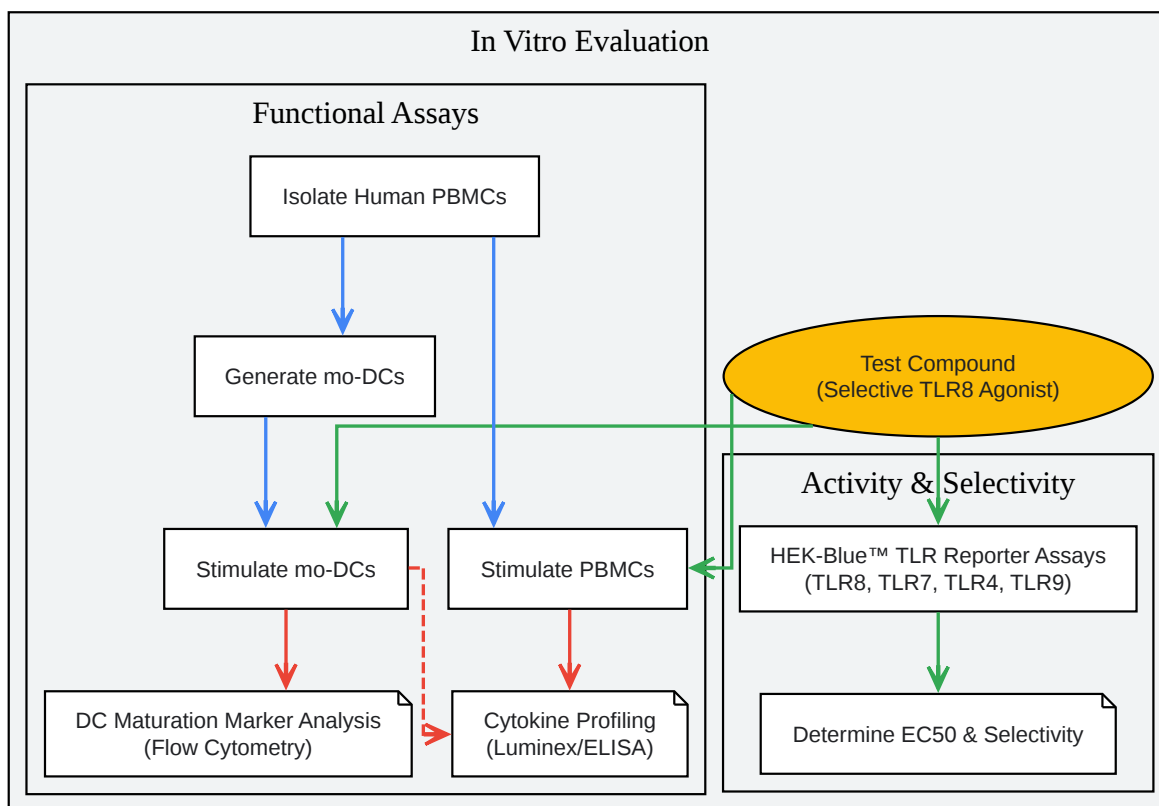 In Vitro Evaluation
Functional Assays
Isolate Human PBMCs
Generate mo-DCs
Test Compound
(Selective TLR8 Agonist)
Activity & Selectivity
Stimulate mo-DCs
Stimulate PBMCs
HEK-Blue™ TLR Reporter Assays
(TLR8, TLR7, TLR4, TLR9)
DC Maturation Marker Analysis
(Flow Cytometry)
Cytokine Profiling
(Luminex/ELISA)
Determine EC50 & Selectivity